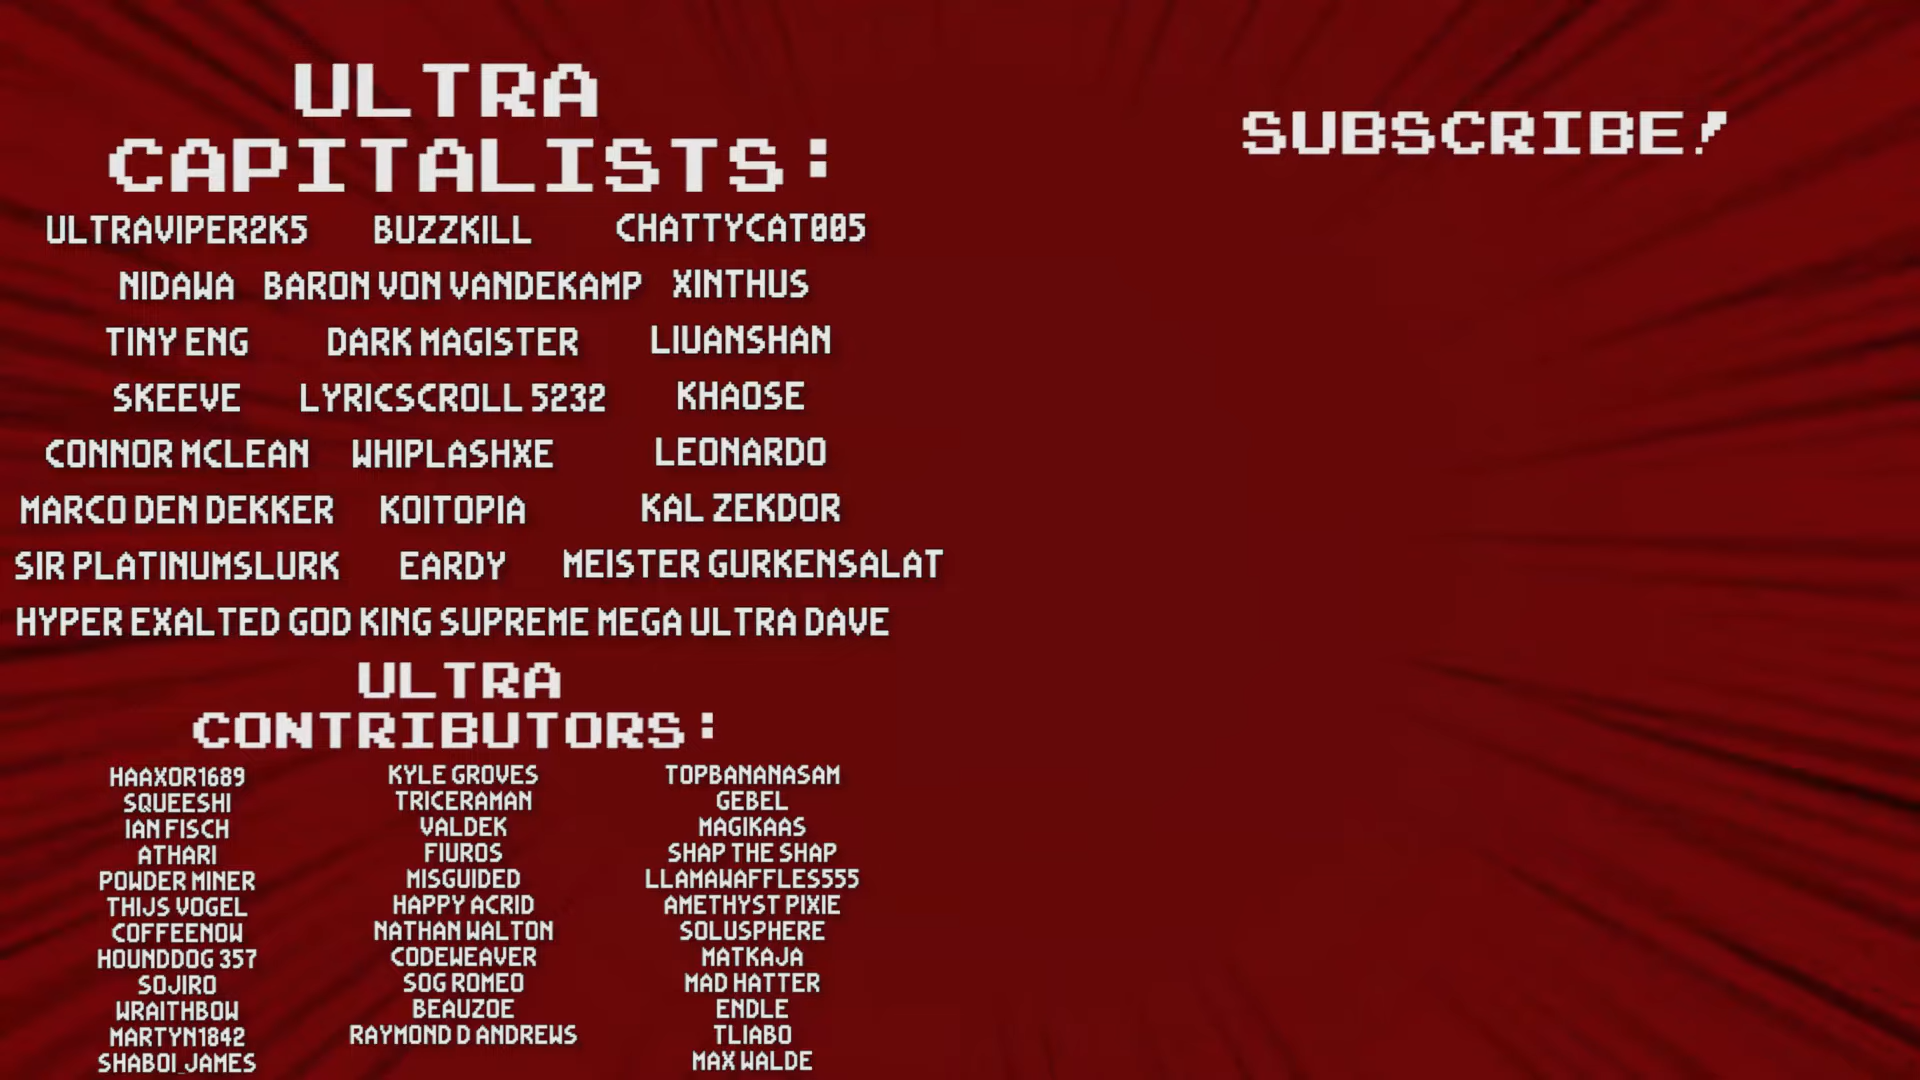 ULTRA
CAPITALISTS:
ULTRAVIPER2K5 BUZZKILL CHATTYCAT005
NIDAWA BARON VON VANDEKAMP XINTHUS
TINY ENG DARK MAGISTER LIUANSHAN
SKEEVE LYRICSCROLL 5232 KHAOSE
CONNOR MCLEAN WHIPLASHXE LEONARDO
MARCO DEN DEKKER KOITOPIA KAL ZEKDOR
SIR PLATINUMSLURK EARDY MEISTER GURKENSALAT
HYPER EXALTED GOD KING SUPREME MEGA ULTRA DAVE
ULTRA
CONTRIBUTORS:
HAAXOR1689 KYLE GROVES TOPBANANASAM
SQUEESHI TRICERAMAN GEBEL
IAN FISCH VALDEK MAGIKAAS
ATHARI FIUROS SHAP THE SHAP
POWDER MINER MISGUIDED LLAMAWAFFLES555
THIJS VOGEL HAPPY ACRID AMETHYST PIXIE
COFFEENOW NATHAN WALTON SOLUSPHERE
HOUNDDOG 357 CODEWEAVER MATKAJA
SOJIRO SOG ROMEO MAD HATTER
WRAITHBOW BEAUZOE ENDLE
MARTYN1842 RAYMOND D ANDREWS TLIABO
SHABOI_JAMES MAX WALDE
SUBSCRIBE!